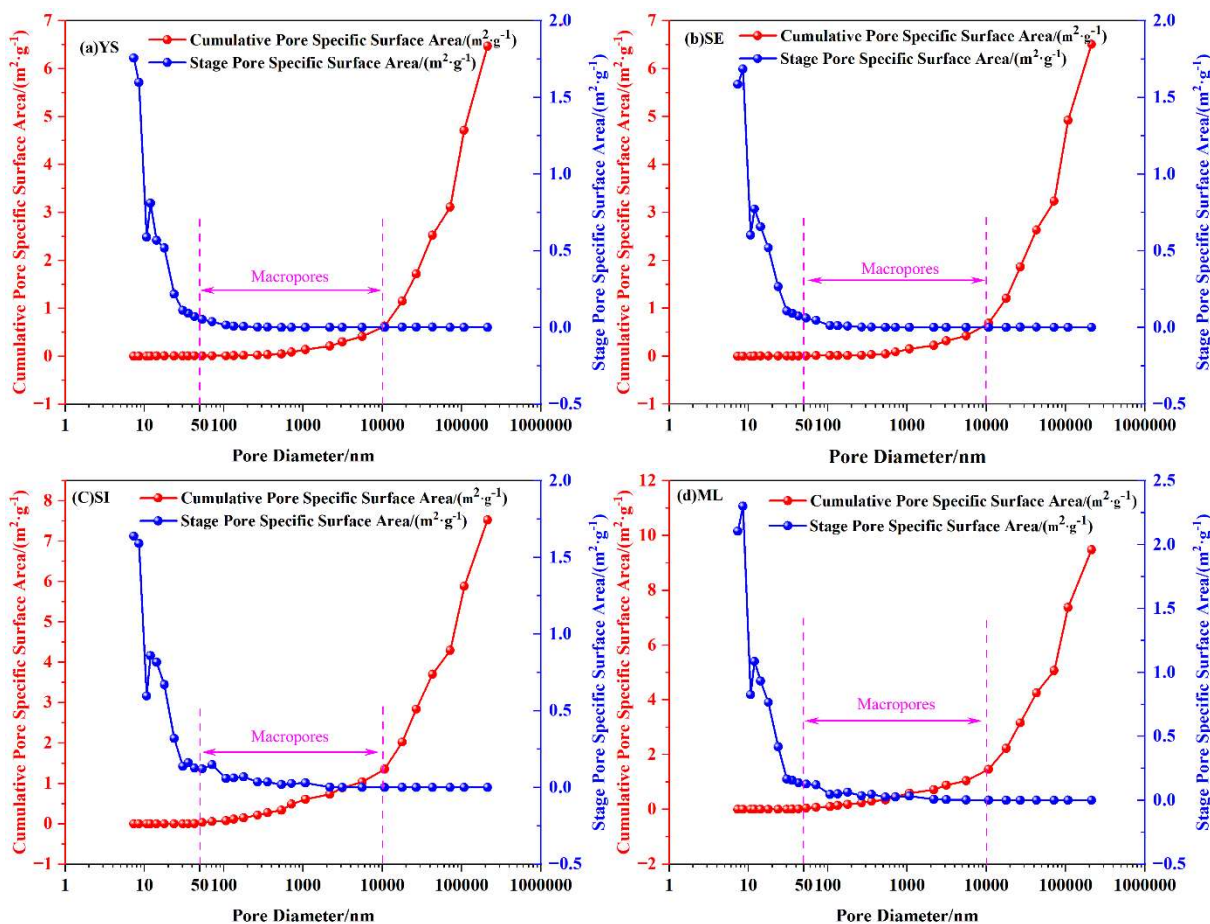 (a)YS
Cumulative Pore Specific Surface Area/(m²·g⁻¹)
Stage Pore Specific Surface Area/(m²·g⁻¹)
Macropores
7
6
5
4
3
2
1
0
−1
2.0
1.5
1.0
0.5
0.0
−0.5
1 10 50 100 1000 10000 100000 1000000
Pore Diameter/nm
Cumulative Pore Specific Surface Area/(m²·g⁻¹)
Stage Pore Specific Surface Area/(m²·g⁻¹)
(b)SE
Cumulative Pore Specific Surface Area/(m²·g⁻¹)
Stage Pore Specific Surface Area/(m²·g⁻¹)
Macropores
7
6
5
4
3
2
1
0
−1
2.0
1.5
1.0
0.5
0.0
−0.5
1 10 50 100 1000 10000 100000 1000000
Pore Diameter/nm
Cumulative Pore Specific Surface Area/(m²·g⁻¹)
Stage Pore Specific Surface Area/(m²·g⁻¹)
(C)SI
Cumulative Pore Specific Surface Area/(m²·g⁻¹)
Stage Pore Specific Surface Area/(m²·g⁻¹)
Macropores
8
7
6
5
4
3
2
1
0
−1
2.0
1.5
1.0
0.5
0.0
−0.5
1 10 50 100 1000 10000 100000 1000000
Pore Diameter/nm
Cumulative Pore Specific Surface Area/(m²·g⁻¹)
Stage Pore Specific Surface Area/(m²·g⁻¹)
(d)ML
Cumulative Pore Specific Surface Area/(m²·g⁻¹)
Stage Pore Specific Surface Area/(m²·g⁻¹)
Macropores
12
10
8
6
4
2
0
−2
2.5
2.0
1.5
1.0
0.5
0.0
−0.5
1 10 50 100 1000 10000 100000 1000000
Pore Diameter/nm
Cumulative Pore Specific Surface Area/(m²·g⁻¹)
Stage Pore Specific Surface Area/(m²·g⁻¹)